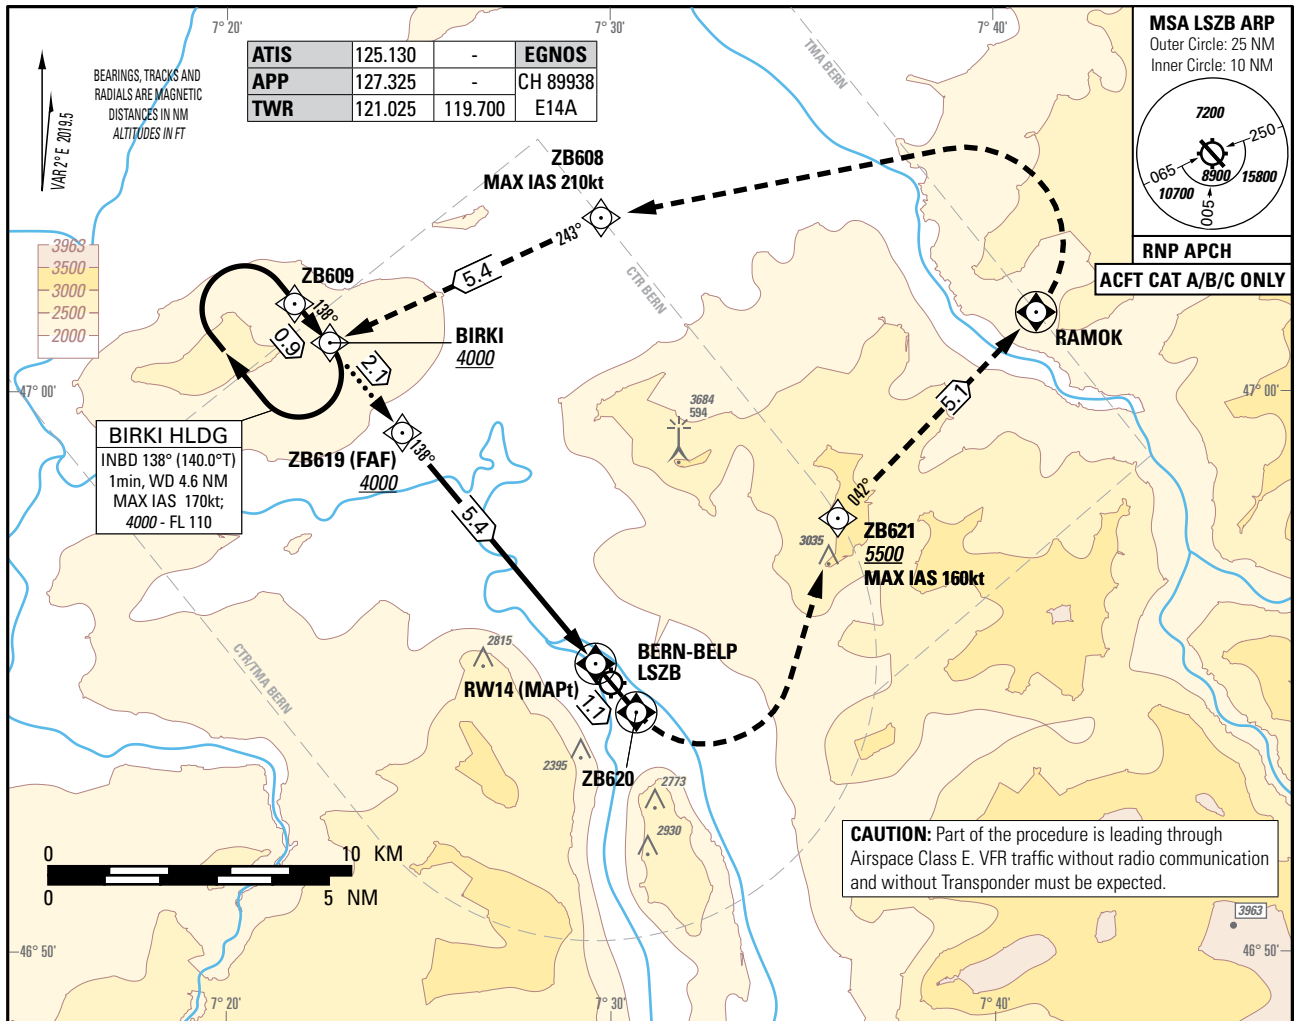 7° 20'
7° 30'
7° 40'
MSA LSZB ARP
Outer Circle: 25 NM
Inner Circle: 10 NM
7200
250
065
8900
15800
10700
005
RNP APCH
ACFT CAT A/B/C ONLY
ATIS 125.130 - EGNOS
APP 127.325 - CH 89938
TWR 121.025 119.700 E14A
BEARINGS, TRACKS AND
RADIALS ARE MAGNETIC
DISTANCES IN NM
ALTITUDES IN FT
VAR 2° E 2019.5
TMA BERN
ZB608
MAX IAS 210kt
243°
5.4
CTR BERN
3963
3500
3000
2500
2000
ZB609
138°
0.9
BIRKI
4000
2.1
RAMOK
5.1
47° 00'
47° 00'
3684
594
BIRKI HLDG
INBD 138° (140.0°T)
1min, WD 4.6 NM
MAX IAS 170kt;
4000 - FL 110
ZB619 (FAF)
4000
138°
5.4
042°
ZB621
5500
MAX IAS 160kt
3035
CTR/TMA BERN
2815
BERN-BELP
LSZB
RW14 (MAPt)
1.1
2395
ZB620
2773
2930
CAUTION: Part of the procedure is leading through
Airspace Class E. VFR traffic without radio communication
and without Transponder must be expected.
0 10 KM
0 5 NM
3963
46° 50'
46° 50'
7° 20'
7° 30'
7° 40'